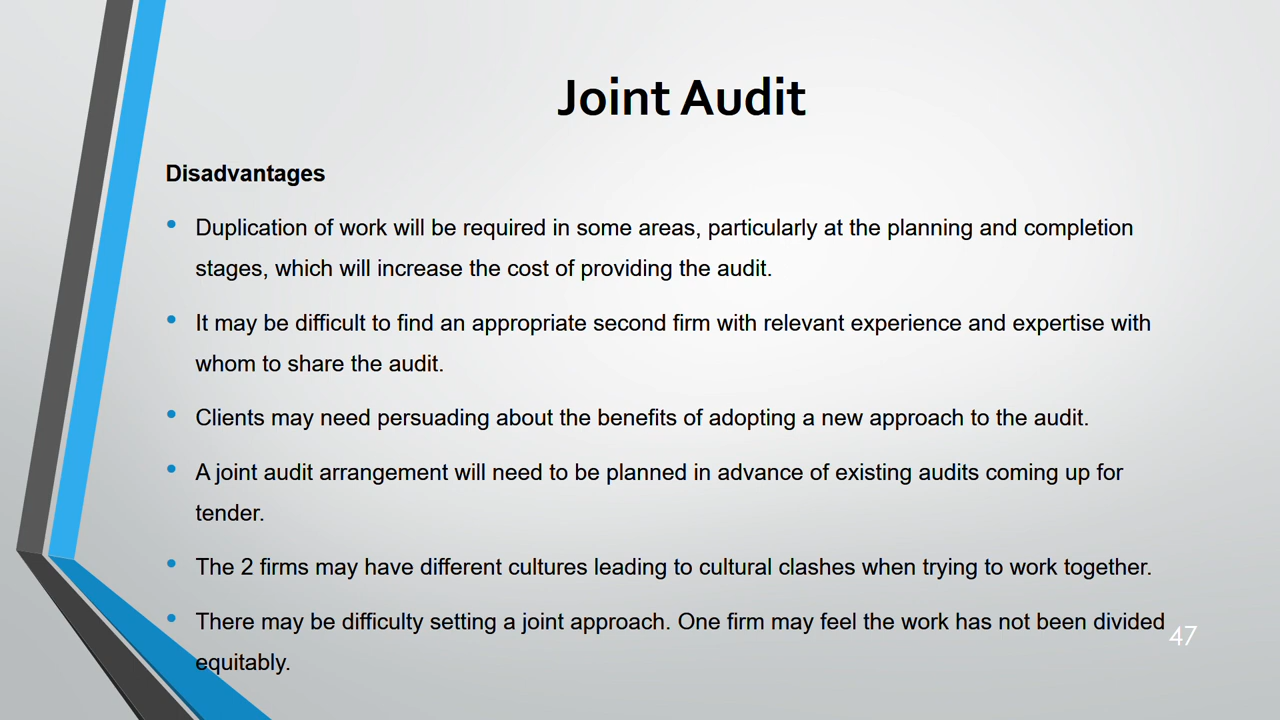 Joint Audit
Disadvantages
• Duplication of work will be required in some areas, particularly at the planning and completion
stages, which will increase the cost of providing the audit.
• It may be difficult to find an appropriate second firm with relevant experience and expertise with
whom to share the audit.
• Clients may need persuading about the benefits of adopting a new approach to the audit.
• A joint audit arrangement will need to be planned in advance of existing audits coming up for
tender.
• The 2 firms may have different cultures leading to cultural clashes when trying to work together.
• There may be difficulty setting a joint approach. One firm may feel the work has not been divided
equitably.
47